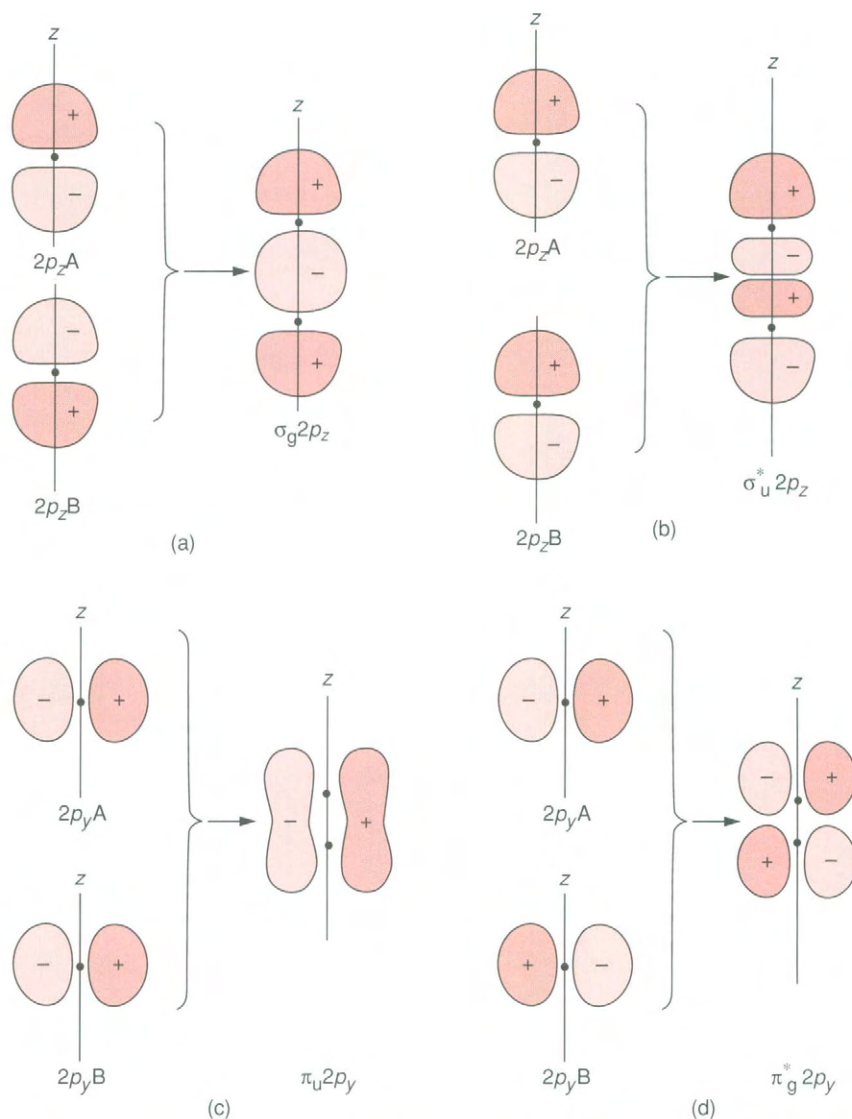 z
+
−
2p_zA
−
+
2p_zB
z
+
−
+
σ_g2p_z
(a)
z
+
−
2p_zA
+
−
2p_zB
z
+
−
+
−
σ*_u 2p_z
(b)
z
− +
2p_yA
z
− +
2p_yB
z
− +
π_u2p_y
(c)
z
− +
2p_yA
z
+ −
2p_yB
z
− +
+ −
π*_g 2p_y
(d)